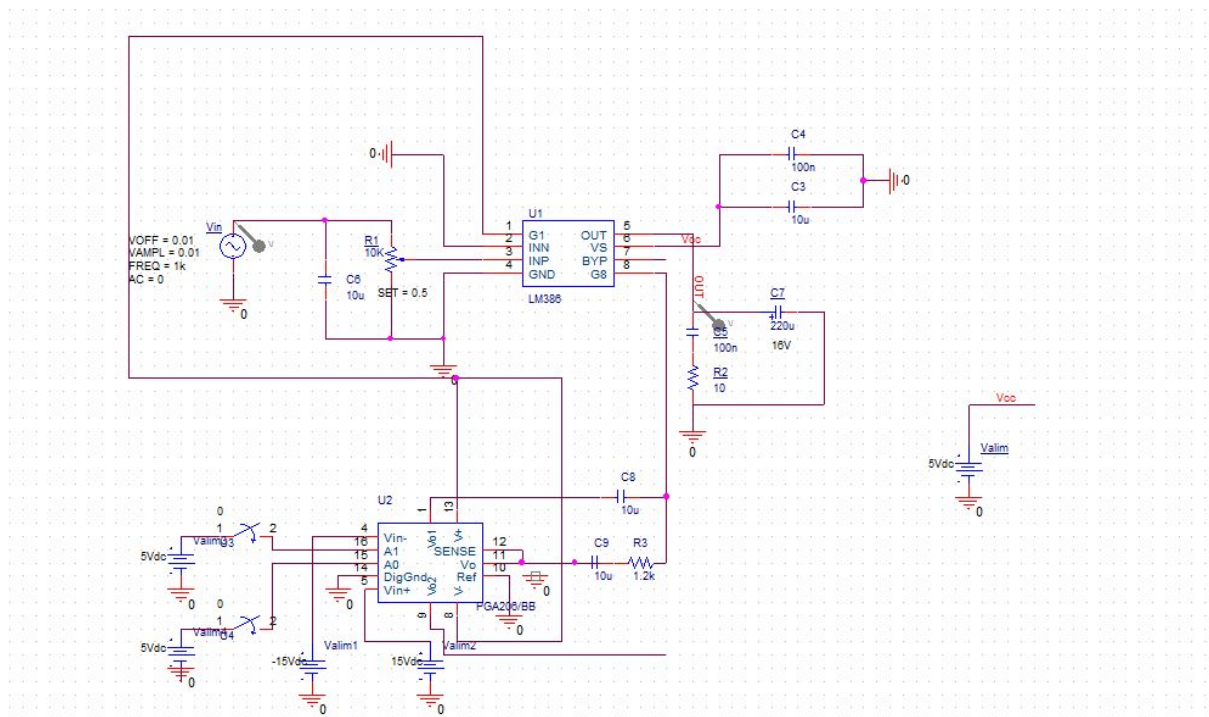 C4
100n
0
0
C3
10u
U1
Vin
VOFF = 0.01
VAMPL = 0.01
FREQ = 1k
AC = 0
V
0
R1
10K
SET = 0.5
C6
10u
1
2
3
4
G1
INN
INP
GND
OUT
VS
BYP
G8
5
6
7
8
LM386
Vcc
OUT
V
C7
220u
16V
C5
100n
R2
10
0
0
Vcc
Valim
5Vdc
0
C8
10u
U2
1
13
4
16
15
14
5
Vin-
A1
A0
DigGnd
Vin+
Vo1
V+
SENSE
Vo
Ref
Vo2
V-
12
11
10
9
8
PGA206/BB
C9
10u
R3
1.2k
0
0
0
0
1
2
5Vdc
0
0
1
2
5Vdc
0
Valim1
-15Vdc
0
Valim2
15Vdc
0